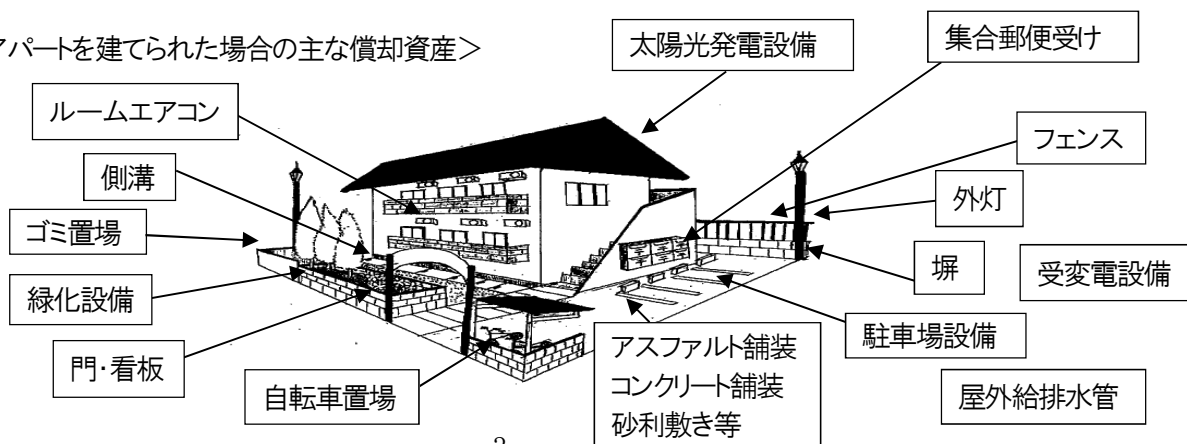 アパートを建てられた場合の主な償却資産＞
太陽光発電設備
集合郵便受け
ルームエアコン
フェンス
側溝
外灯
ゴミ置場
塀
受変電設備
緑化設備
駐車場設備
門・看板
アスファルト舗装
コンクリート舗装
砂利敷き等
自転車置場
屋外給排水管